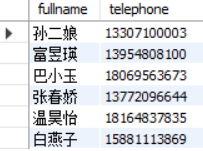 fullname telephone
孙二娘 13307100003
富昱瑛 13954808100
巴小玉 18069563673
张春娇 13772096644
温昊怡 18164837835
白燕子 15881113869